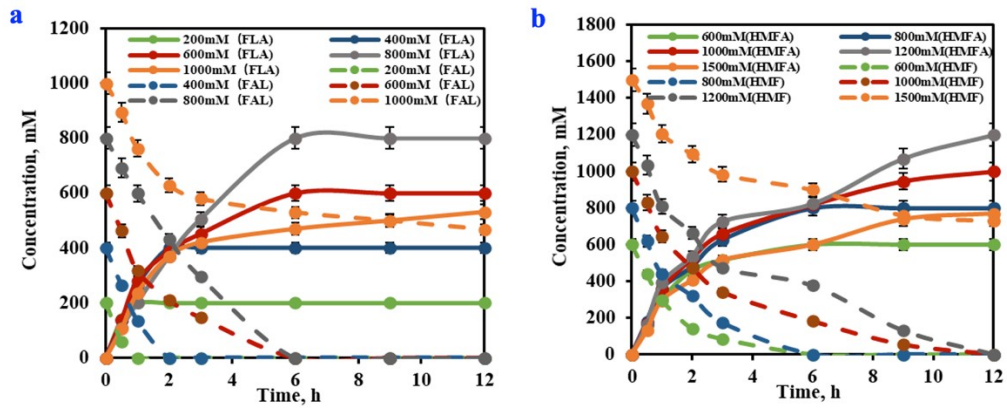 a
200mM (FLA) 400mM (FLA)
600mM (FLA) 800mM (FLA)
1000mM (FLA) 200mM (FAL)
400mM (FAL) 600mM (FAL)
800mM (FAL) 1000mM (FAL)
Concentration, mM
1200
1000
800
600
400
200
0
0 2 4 6 8 10 12
Time, h
b
600mM(HMFA) 800mM(HMFA)
1000mM(HMFA) 1200mM(HMFA)
1500mM(HMFA) 600mM(HMF)
800mM(HMF) 1000mM(HMF)
1200mM(HMF) 1500mM(HMF)
Concentration, mM
1800
1600
1400
1200
1000
800
600
400
200
0
0 2 4 6 8 10 12
Time, h